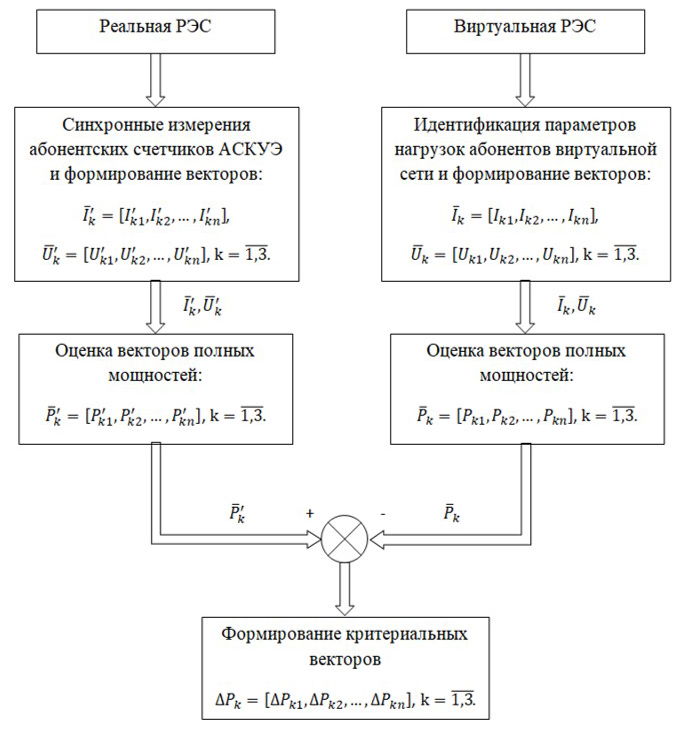 Реальная РЭС
Виртуальная РЭС
Синхронные измерения
абонентских счетчиков АСКУЭ
и формирование векторов:
Ī′k = [I′k1, I′k2, … , I′kn],
Ū′k = [U′k1, U′k2, … , U′kn], k = 1,3.
Идентификация параметров
нагрузок абонентов виртуальной
сети и формирование векторов:
Īk = [Ik1, Ik2, … , Ikn],
Ūk = [Uk1, Uk2, … , Ukn], k = 1,3.
Ī′k, Ū′k
Īk, Ūk
Оценка векторов полных
мощностей:
P̄′k = [P′k1, P′k2, … , P′kn], k = 1,3.
Оценка векторов полных
мощностей:
P̄k = [Pk1, Pk2, … , Pkn], k = 1,3.
P̄′k + - P̄k
Формирование критериальных
векторов
ΔPk = [ΔPk1, ΔPk2, … , ΔPkn], k = 1,3.